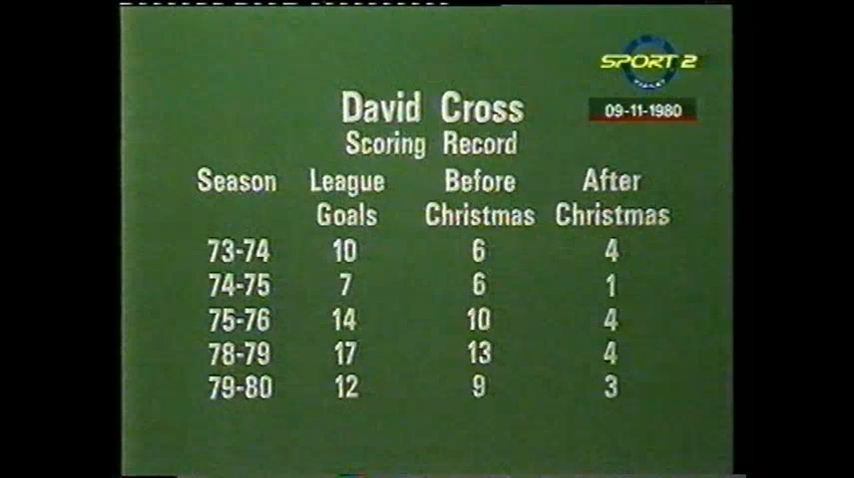 SPORT 2
09-11-1980
David Cross
Scoring Record
Season League Before After
Goals Christmas Christmas
73-74 10 6 4
74-75 7 6 1
75-76 14 10 4
78-79 17 13 4
79-80 12 9 3